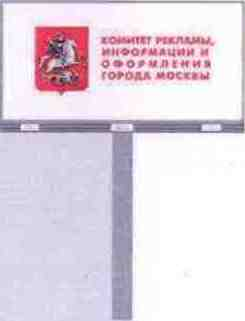 КОМИТЕТ РЕКЛАМЫ,
ИНФОРМАЦИИ И
ОФОРМЛЕНИЯ
ГОРОДА МОСКВЫ